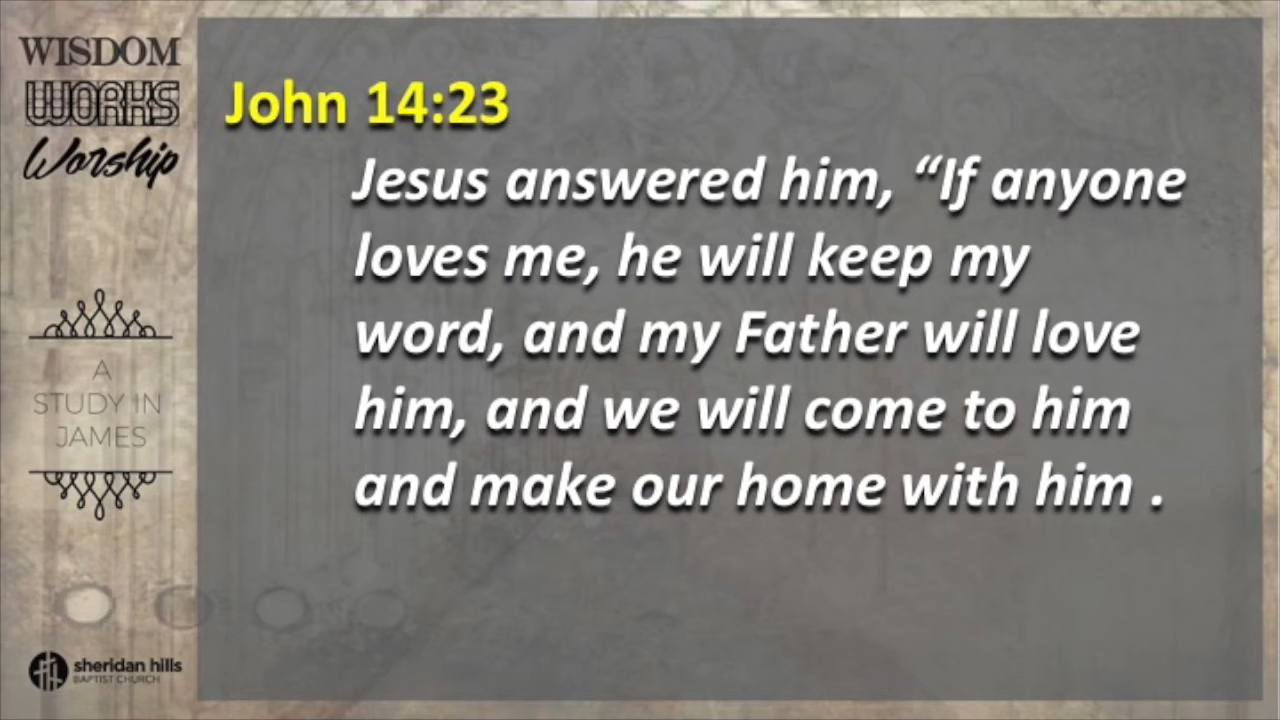 WISDOM
WORKS
Worship
A
STUDY IN
JAMES
sheridan hills
BAPTIST CHURCH
John 14:23
Jesus answered him, “If anyone
loves me, he will keep my
word, and my Father will love
him, and we will come to him
and make our home with him .